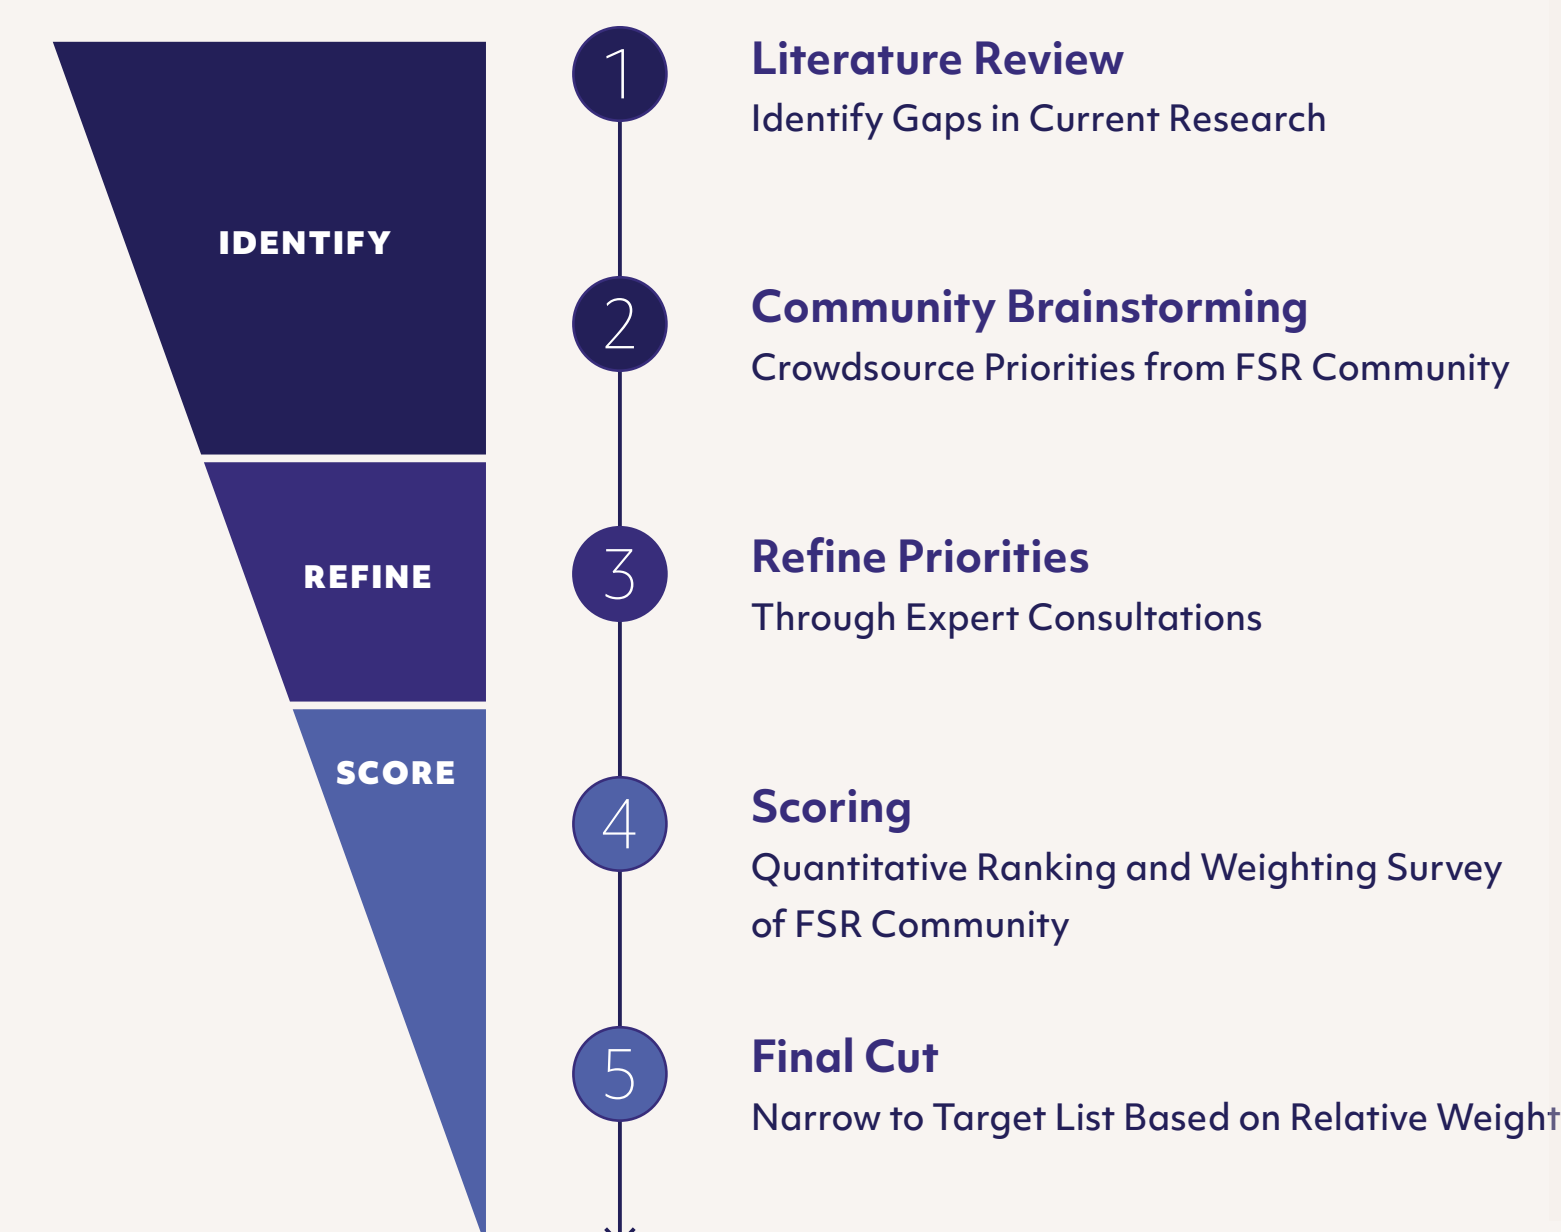 IDENTIFY
REFINE
SCORE
1
Literature Review
Identify Gaps in Current Research
2
Community Brainstorming
Crowdsource Priorities from FSR Community
3
Refine Priorities
Through Expert Consultations
4
Scoring
Quantitative Ranking and Weighting Survey
of FSR Community
5
Final Cut
Narrow to Target List Based on Relative Weight